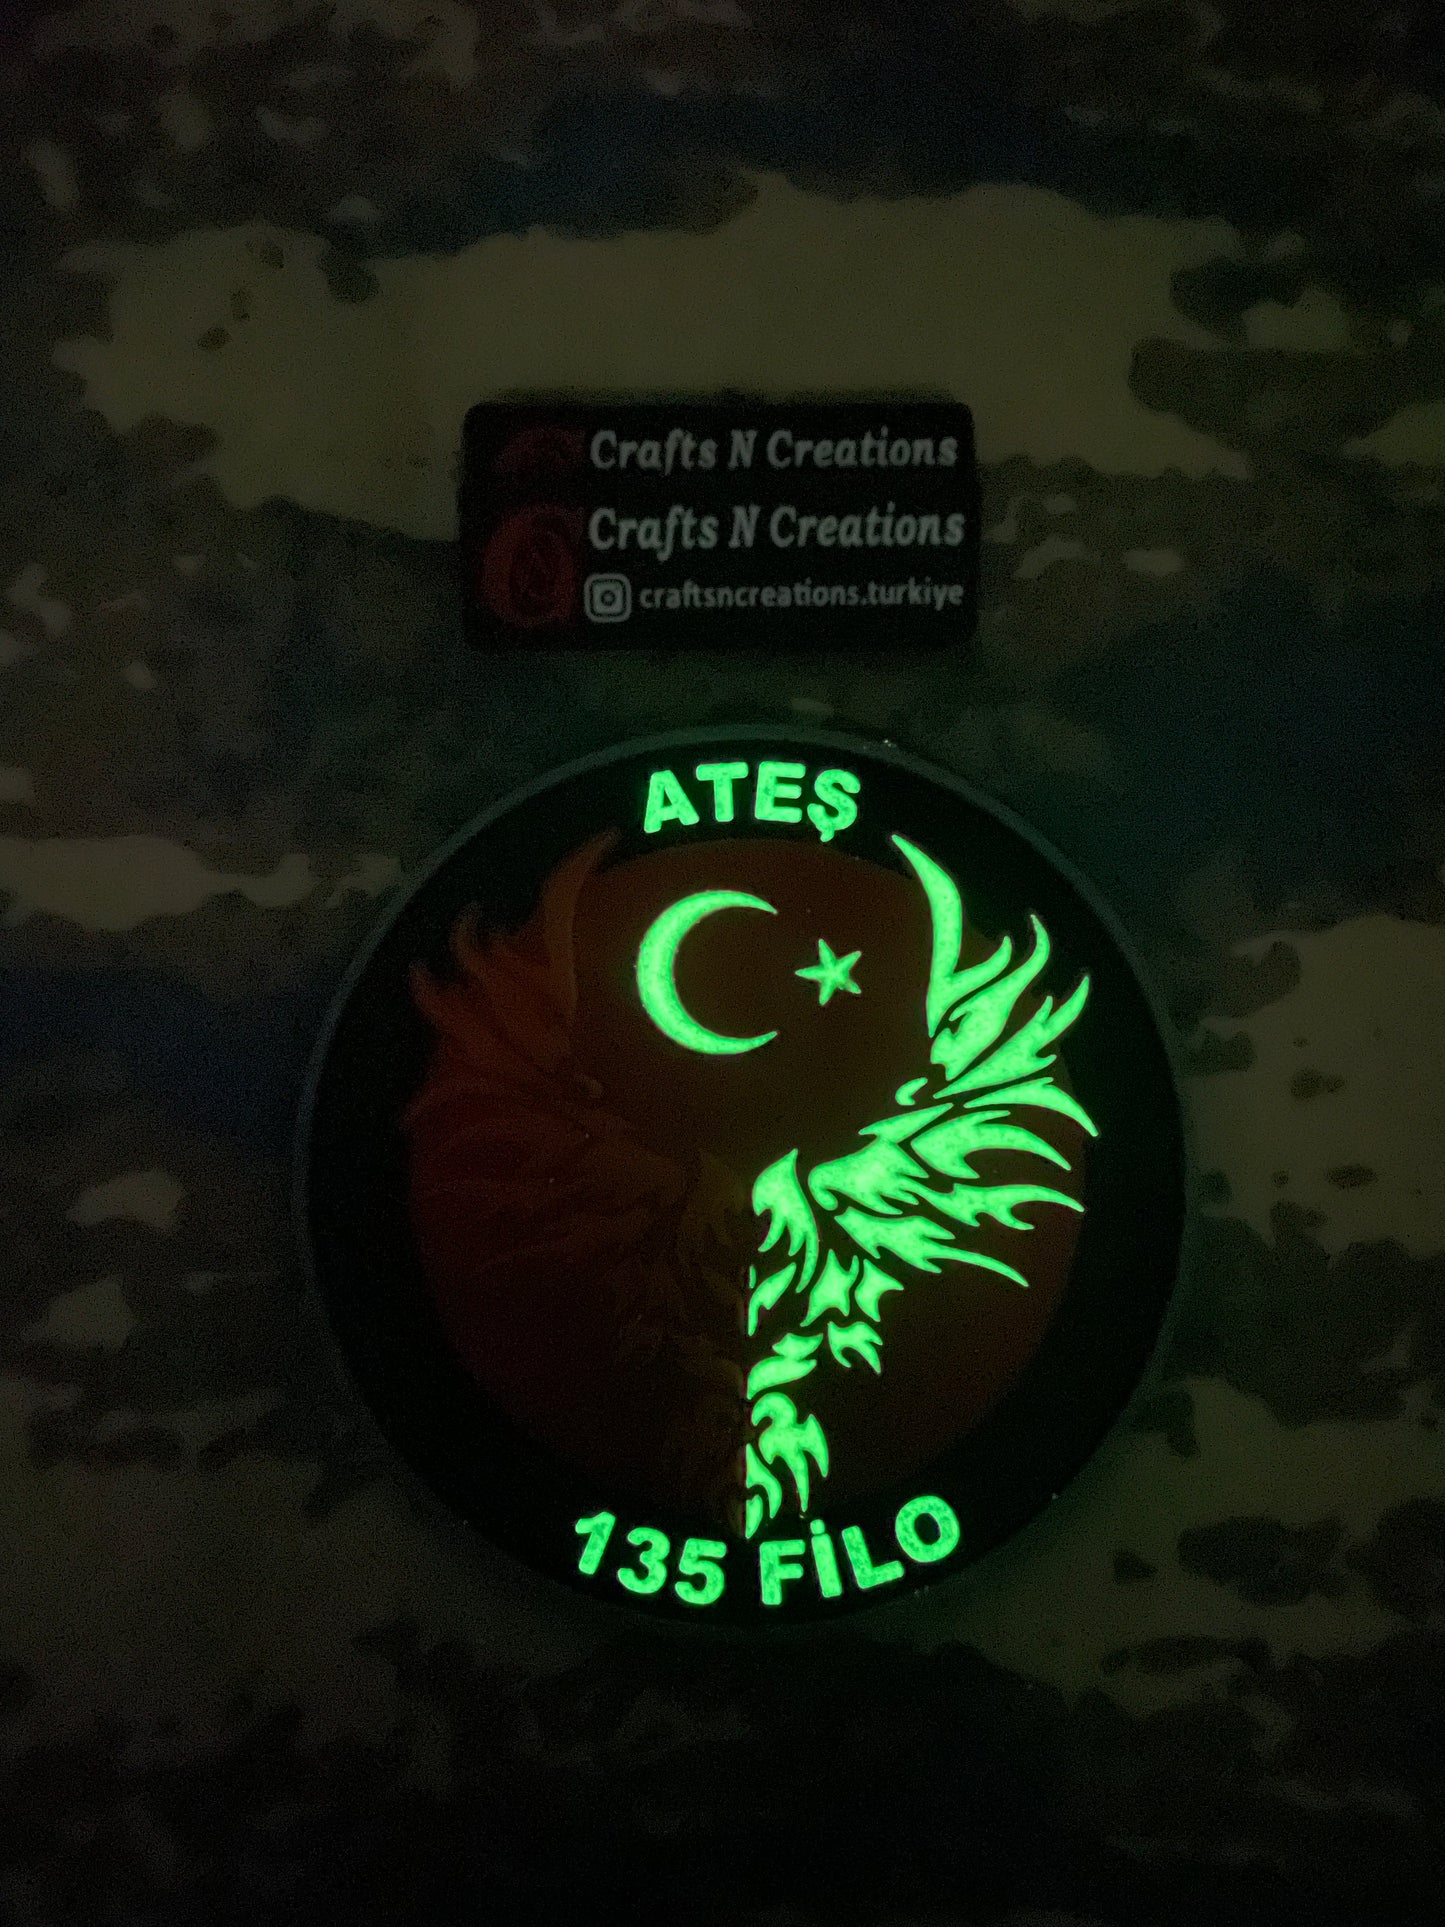 Crafts N Creations
Crafts N Creations
craftsncreations.turkiye
ATEŞ
135 FİLO